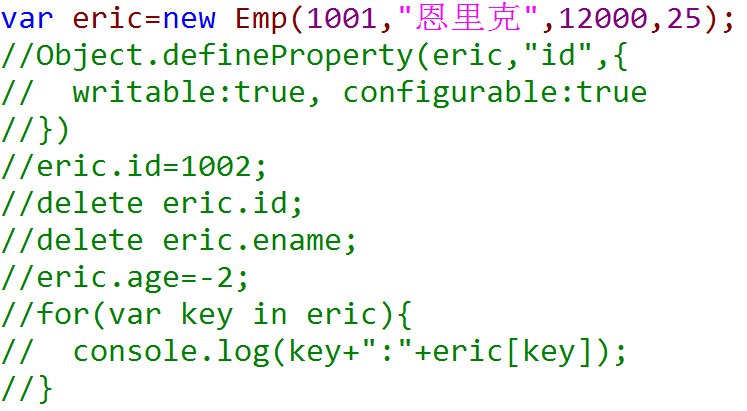 var eric=new Emp(1001,"恩里克",12000,25);
//Object.defineProperty(eric,"id",{
//  writable:true, configurable:true
//})
//eric.id=1002;
//delete eric.id;
//delete eric.ename;
//eric.age=-2;
//for(var key in eric){
//  console.log(key+":"+eric[key]);
//}